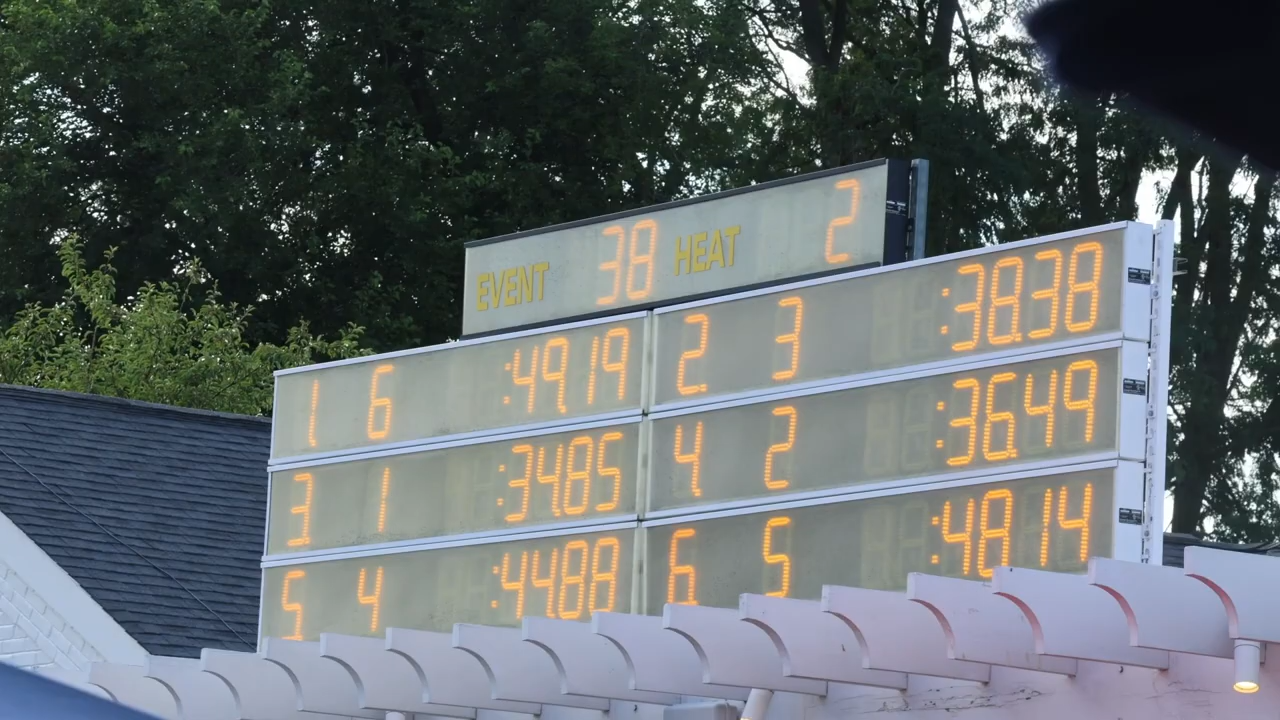 EVENT 38 HEAT 2
1 6 :49.19 2 3 :38.38
3 1 :34.85 4 2 :36.49
5 4 :44.88 6 5 :48.14